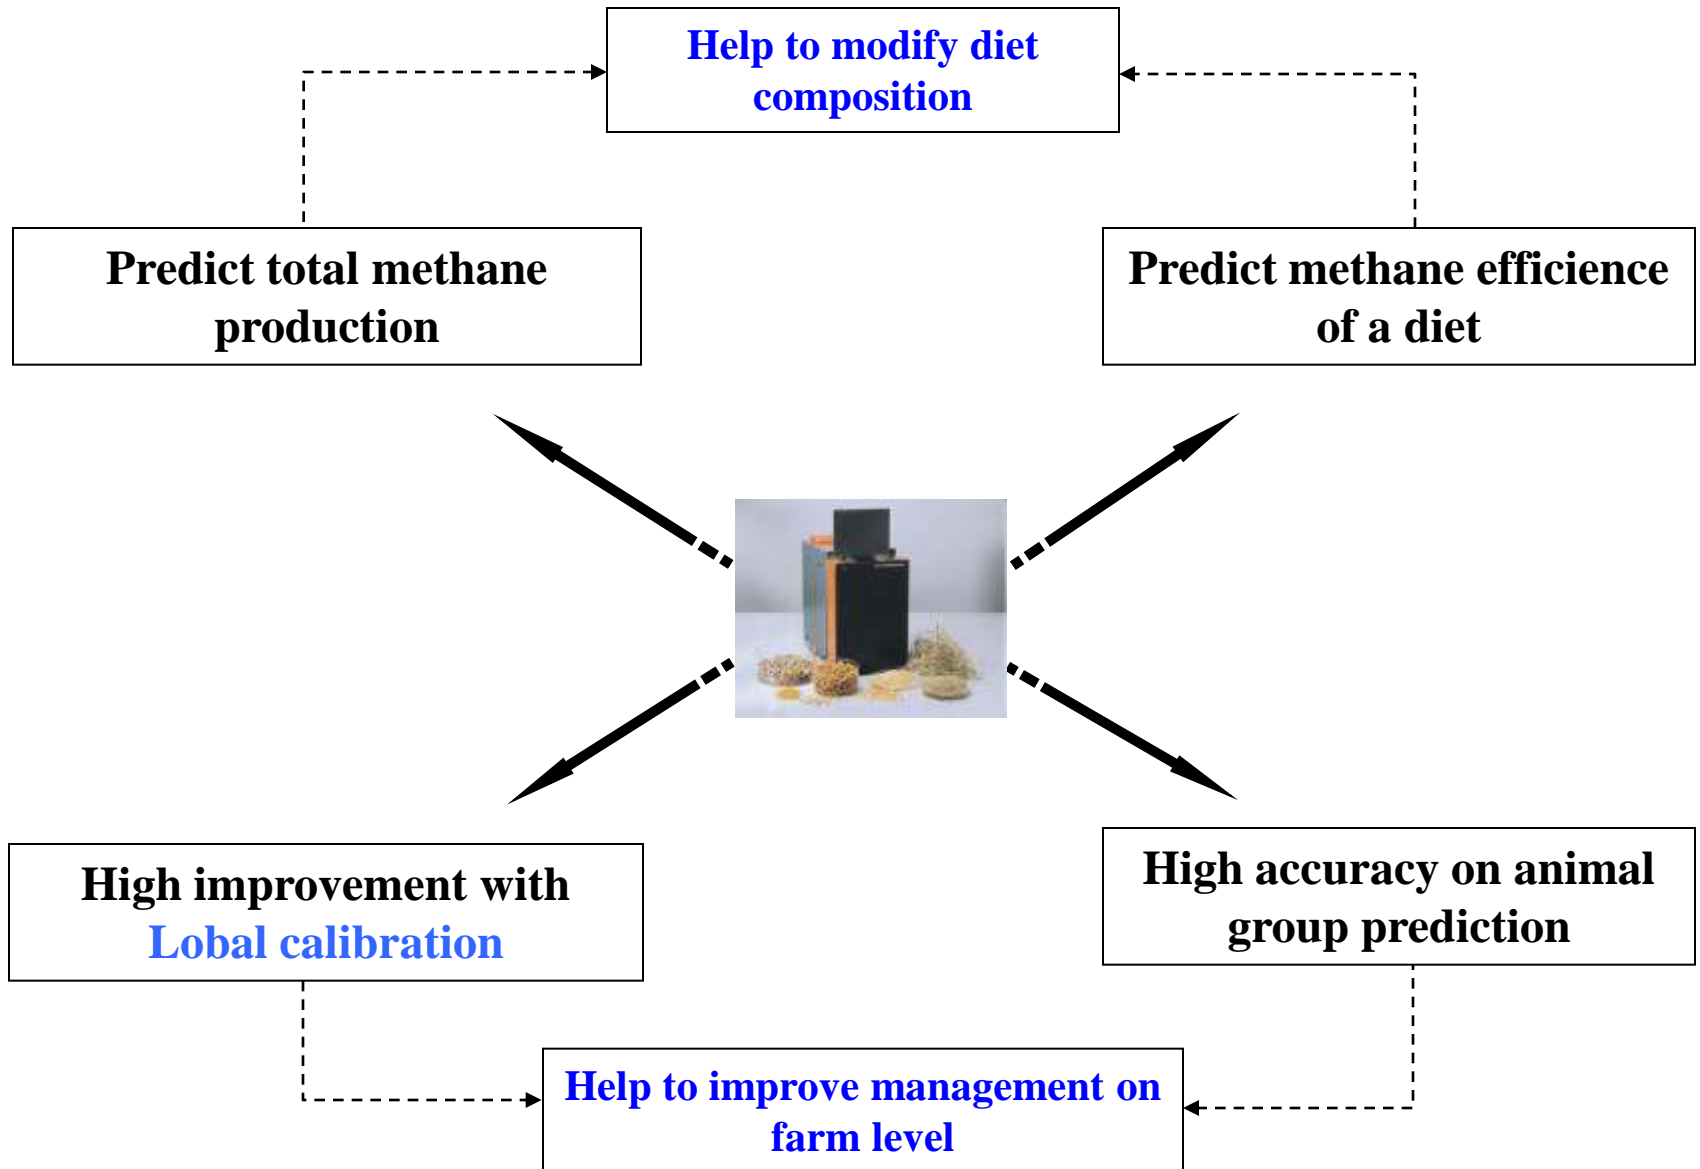 Help to modify diet
composition
Predict total methane
production
Predict methane efficience
of a diet
High improvement with
Lobal calibration
High accuracy on animal
group prediction
Help to improve management on
farm level